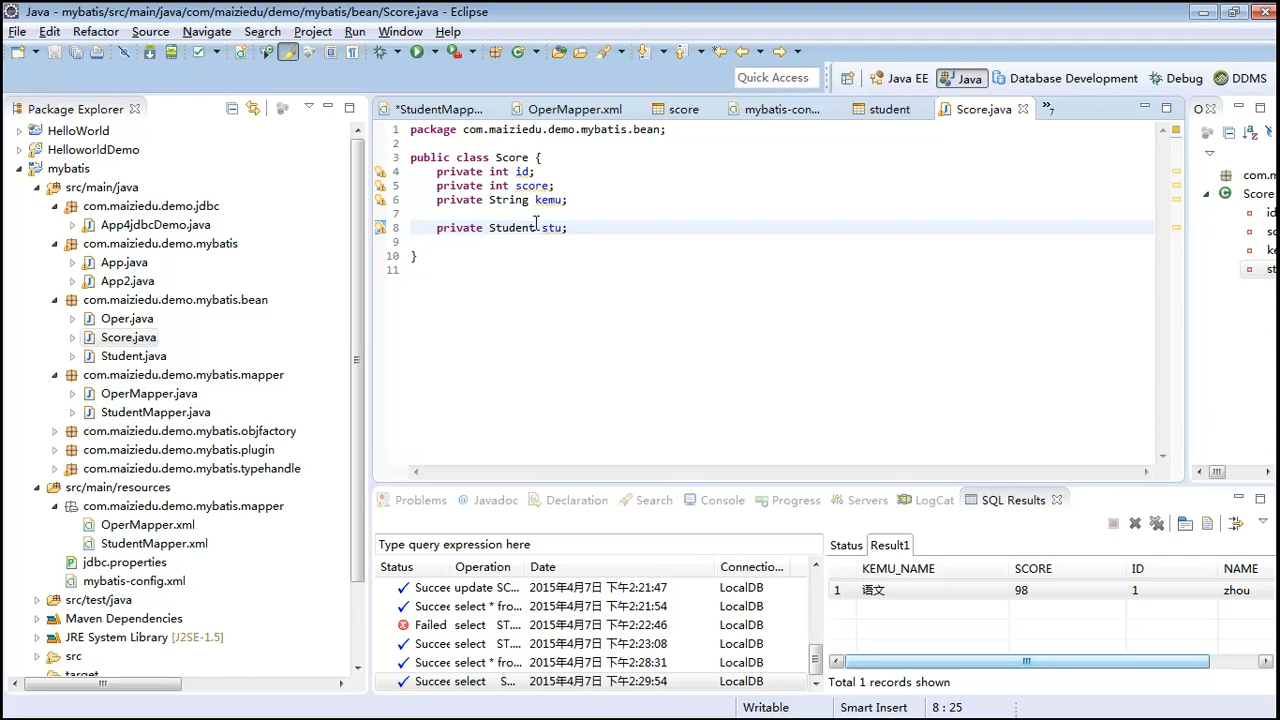 Java - mybatis/src/main/java/com/maiziedu/demo/mybatis/bean/Score.java - Eclipse
File Edit Refactor Source Navigate Search Project Run Window Help
Quick Access Java EE Java Database Development Debug DDMS
Package Explorer
HelloWorld
HelloworldDemo
mybatis
src/main/java
com.maiziedu.demo.jdbc
App4jdbcDemo.java
com.maiziedu.demo.mybatis
App.java
App2.java
com.maiziedu.demo.mybatis.bean
Oper.java
Score.java
Student.java
com.maiziedu.demo.mybatis.mapper
OperMapper.java
StudentMapper.java
com.maiziedu.demo.mybatis.objfactory
com.maiziedu.demo.mybatis.plugin
com.maiziedu.demo.mybatis.typehandle
src/main/resources
com.maiziedu.demo.mybatis.mapper
OperMapper.xml
StudentMapper.xml
jdbc.properties
mybatis-config.xml
src/test/java
Maven Dependencies
JRE System Library [J2SE-1.5]
src
target
*StudentMapp... OperMapper.xml score mybatis-con... student Score.java 7
1 package com.maiziedu.demo.mybatis.bean;
2
3 public class Score {
4 private int id;
5 private int score;
6 private String kemu;
7
8 private Student stu;
9
10 }
11
O
com.m
Score
id
sc
ke
st
Problems Javadoc Declaration Search Console Progress Servers LogCat SQL Results
Type query expression here
Status Operation Date Connectio...
Succe update SC... 2015年4月7日 下午2:21:47 LocalDB
Succe select * fro... 2015年4月7日 下午2:21:54 LocalDB
Failed select ST... 2015年4月7日 下午2:22:46 LocalDB
Succe select ST... 2015年4月7日 下午2:23:08 LocalDB
Succe select * fro... 2015年4月7日 下午2:28:31 LocalDB
Succe select S... 2015年4月7日 下午2:29:54 LocalDB
Status Result1
KEMU_NAME SCORE ID NAME
1 语文 98 1 zhou
Total 1 records shown
Writable Smart Insert 8 : 25